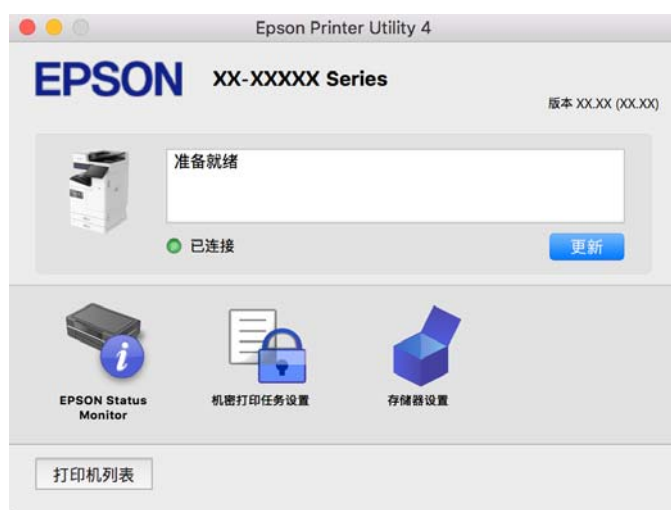 Epson Printer Utility 4
EPSON
XX-XXXXX Series
版本 XX.XX (XX.XX)
准备就绪
已连接
更新
EPSON Status
Monitor
机密打印任务设置
存储器设置
打印机列表